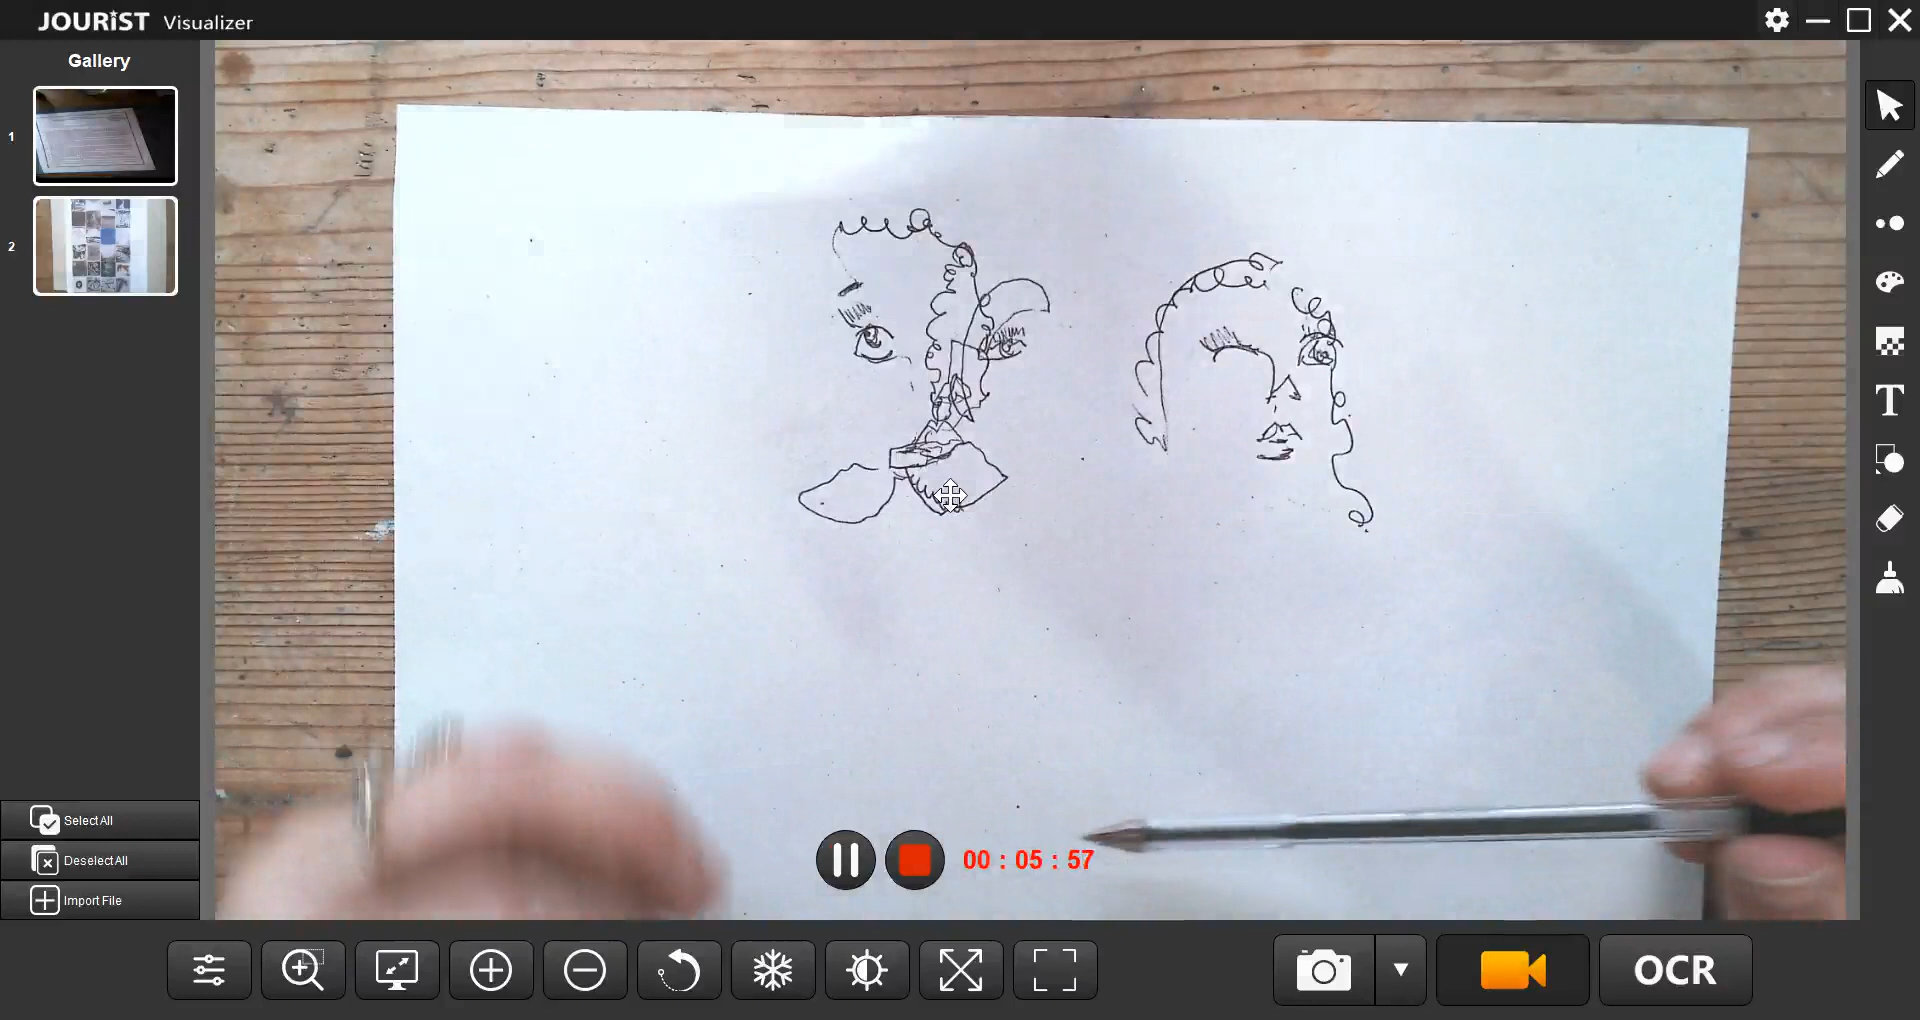 JOURIST Visualizer
Gallery
1
2
Select All
Deselect All
Import File
00 : 05 : 57
T
OCR